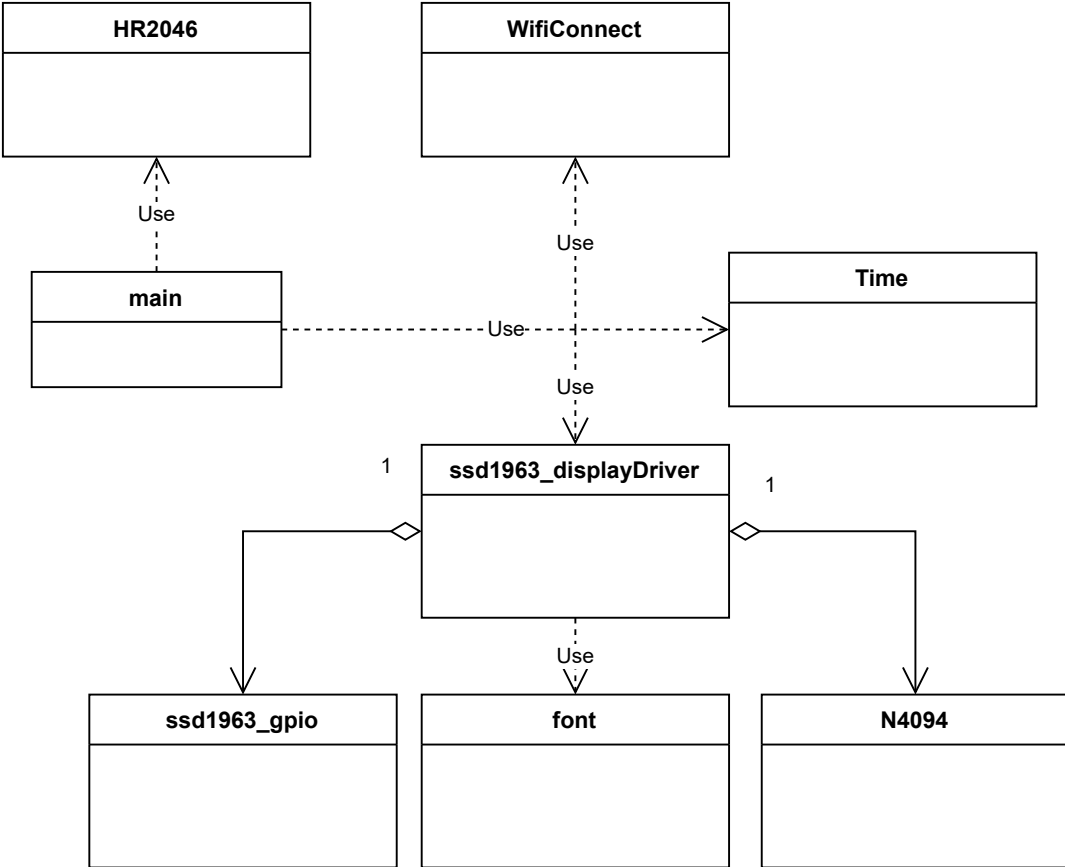 HR2046
WifiConnect
Use
Use
Time
main
Use
Use
ssd1963_displayDriver
1
1
Use
ssd1963_gpio
font
N4094